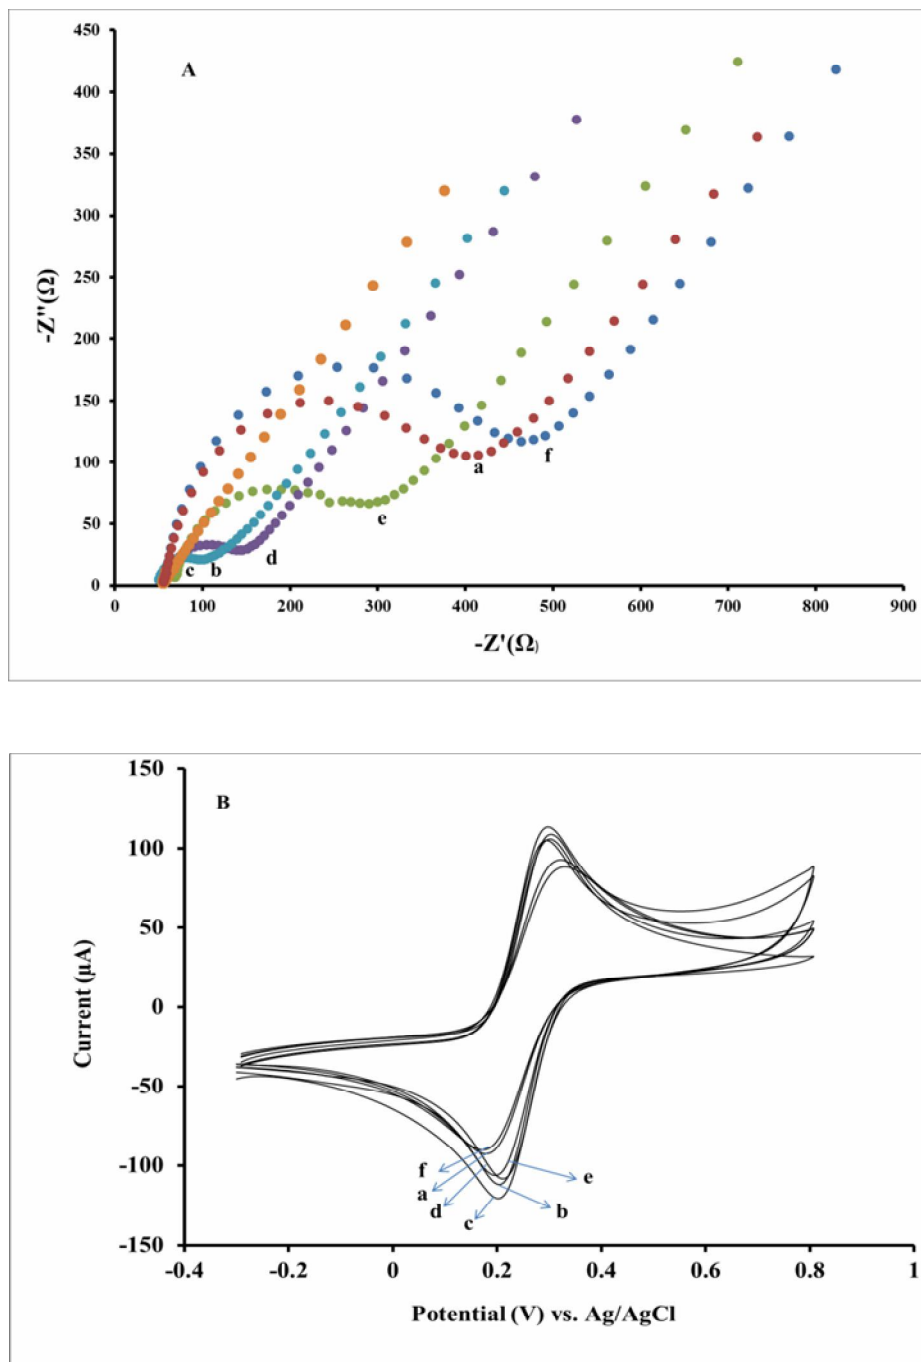 A
450
400
350
300
250
200
150
100
50
0
-Z"(Ω)
c b d e a f
0 100 200 300 400 500 600 700 800 900
-Z'(Ω)
B
150
100
50
0
-50
-100
-150
Current (µA)
f
a
d
c
b
e
-0.4 -0.2 0 0.2 0.4 0.6 0.8 1
Potential (V) vs. Ag/AgCl